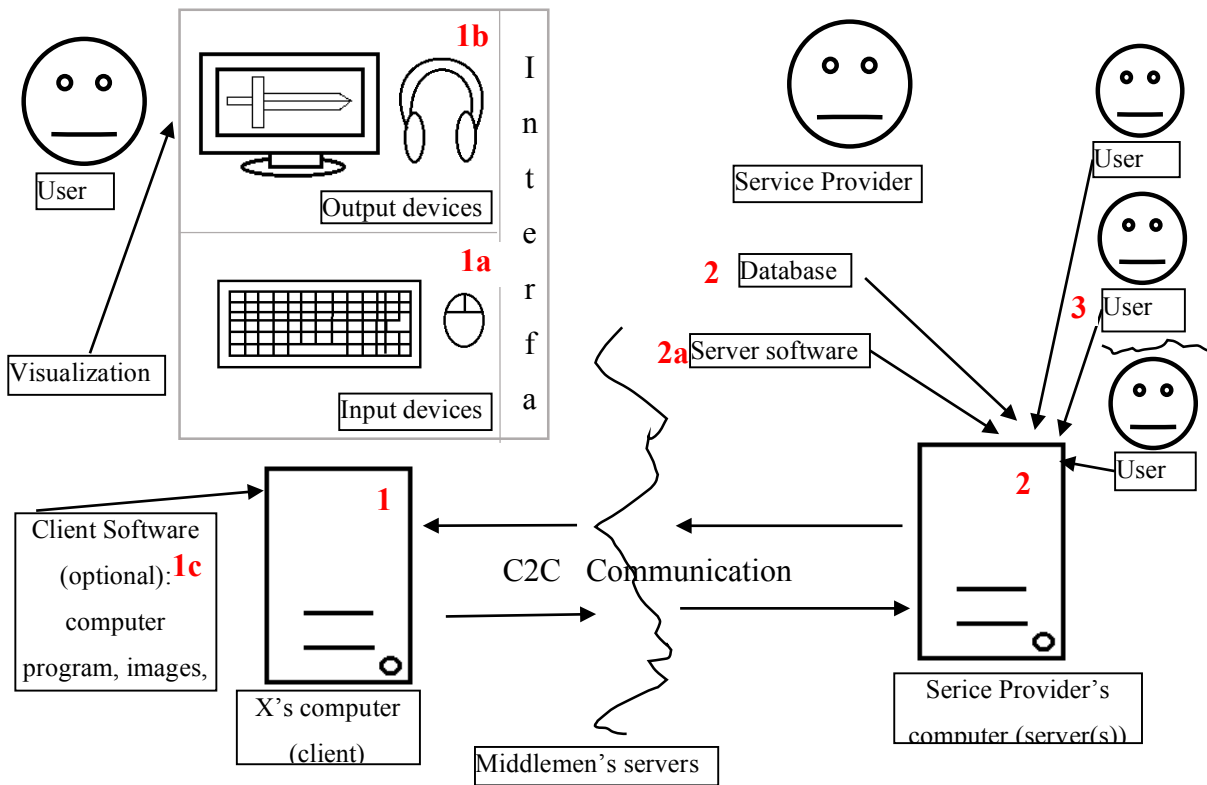 1b
User
Output devices
I
n
t
e
r
f
a
1a
Input devices
Visualization
Service Provider
User
2 Database
3
User
2a Server software
User
1
Client Software
(optional): 1c
computer
program, images,
X's computer
(client)
C2C Communication
Middlemen's servers
2
Serice Provider's
computer (server(s))